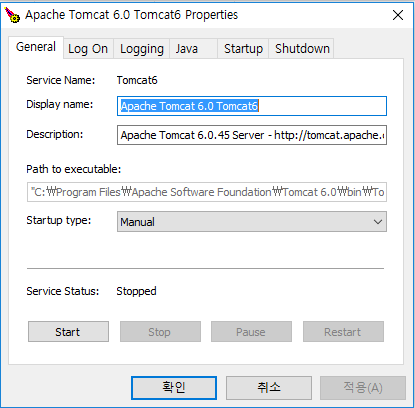 Apache Tomcat 6.0 Tomcat6 Properties
General Log On Logging Java Startup Shutdown
Service Name: Tomcat6
Display name: Apache Tomcat 6.0 Tomcat6
Description: Apache Tomcat 6.0.45 Server - http://tomcat.apache.o
Path to executable:
"C:₩Program Files₩Apache Software Foundation₩Tomcat 6.0₩bin₩To
Startup type: Manual
Service Status: Stopped
Start Stop Pause Restart
확인 취소 적용(A)